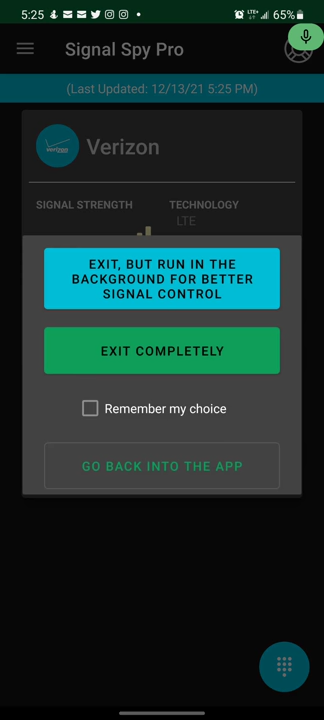 5:25
LTE+
65%
Signal Spy Pro
(Last Updated: 12/13/21 5:25 PM)
verizon
Verizon
SIGNAL STRENGTH
TECHNOLOGY
LTE
EXIT, BUT RUN IN THE
BACKGROUND FOR BETTER
SIGNAL CONTROL
EXIT COMPLETELY
Remember my choice
GO BACK INTO THE APP